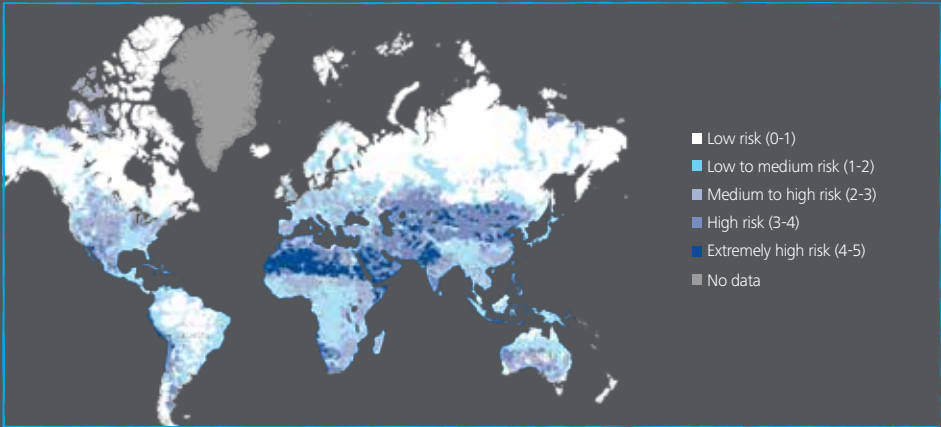 Low risk (0-1)
Low to medium risk (1-2)
Medium to high risk (2-3)
High risk (3-4)
Extremely high risk (4-5)
No data